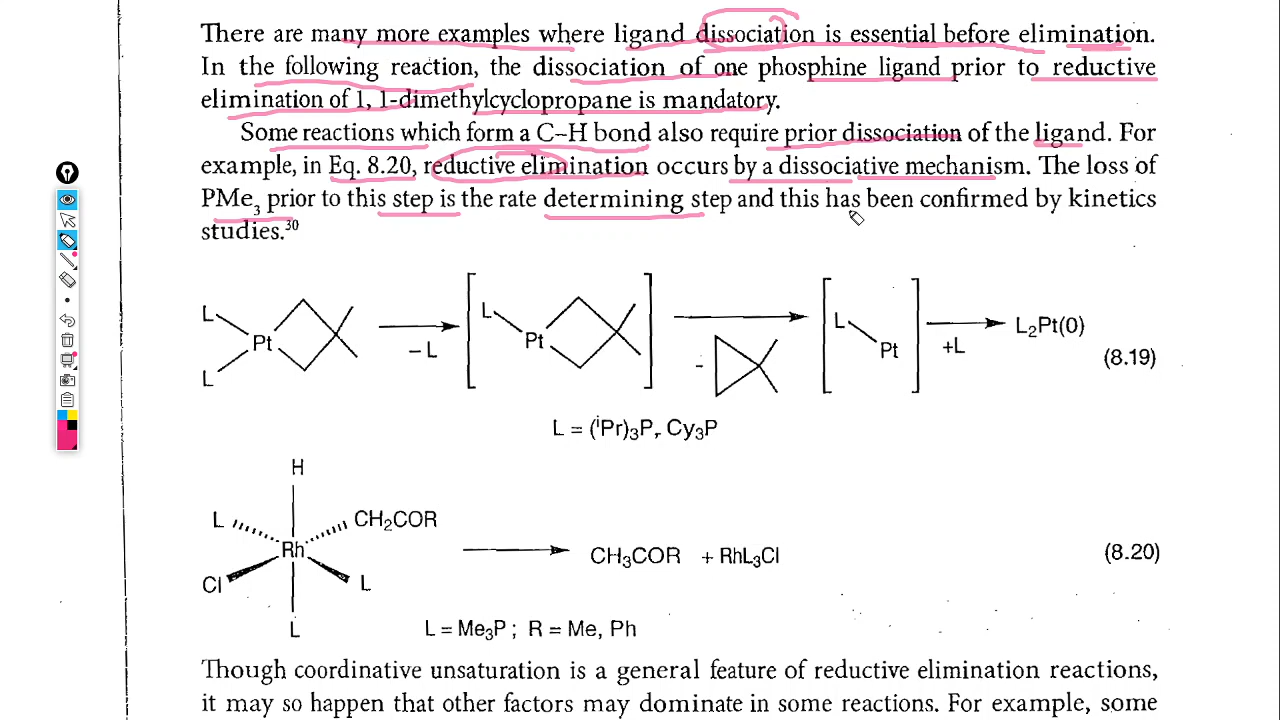 There are many more examples where ligand dissociation is essential before elimination.
In the following reaction, the dissociation of one phosphine ligand prior to reductive
elimination of 1, 1-dimethylcyclopropane is mandatory.
Some reactions which form a C–H bond also require prior dissociation of the ligand. For
example, in Eq. 8.20, reductive elimination occurs by a dissociative mechanism. The loss of
PMe₃ prior to this step is the rate determining step and this has been confirmed by kinetics
studies.³⁰
L
Pt
L
– L
L
Pt
-
L
Pt
+L
L₂Pt(0)
(8.19)
L = (ⁱPr)₃P, Cy₃P
H
L
CH₂COR
Rh
Cl
L
L
CH₃COR + RhL₃Cl
(8.20)
L = Me₃P ; R = Me, Ph
Though coordinative unsaturation is a general feature of reductive elimination reactions,
it may so happen that other factors may dominate in some reactions. For example, some